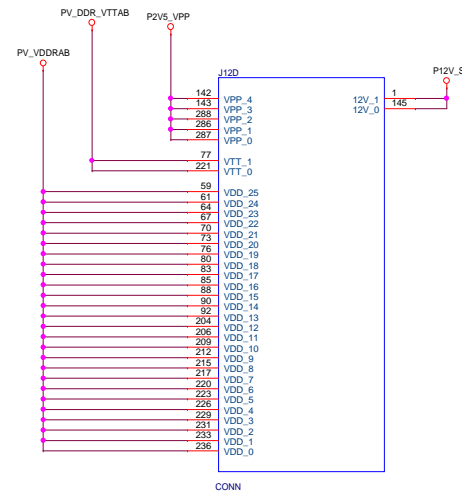 PV_DDR_VTTAB
P2V5_VPP
PV_VDDRAB
P12V_S
J12D
142 VPP_4
143 VPP_3
288 VPP_2
286 VPP_1
287 VPP_0
1 12V_1
145 12V_0
77 VTT_1
221 VTT_0
59 VDD_25
61 VDD_24
64 VDD_23
67 VDD_22
70 VDD_21
73 VDD_20
76 VDD_19
80 VDD_18
83 VDD_17
85 VDD_16
88 VDD_15
90 VDD_14
92 VDD_13
204 VDD_12
206 VDD_11
209 VDD_10
212 VDD_9
215 VDD_8
217 VDD_7
220 VDD_6
223 VDD_5
226 VDD_4
229 VDD_3
231 VDD_2
233 VDD_1
236 VDD_0
CONN